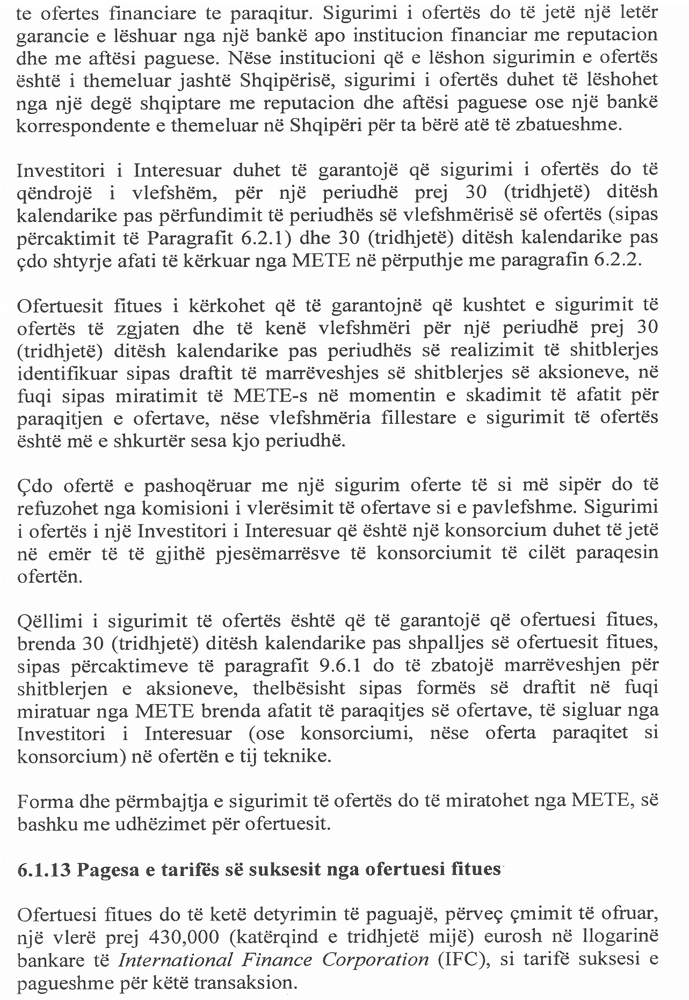 te ofertes financiare te paraqitur. Sigurimi i ofertës do të jetë një letër
garancie e lëshuar nga një bankë apo institucion financiar me reputacion
dhe me aftësi paguese. Nëse institucioni që e lëshon sigurimin e ofertës
është i themeluar jashtë Shqipërisë, sigurimi i ofertës duhet të lëshohet
nga një degë shqiptare me reputacion dhe aftësi paguese ose një bankë
korrespondente e themeluar në Shqipëri për ta bërë atë të zbatueshme.

Investitori i Interesuar duhet të garantojë që sigurimi i ofertës do të
qëndrojë i vlefshëm, për një periudhë prej 30 (tridhjetë) ditësh
kalendarike pas përfundimit të periudhës së vlefshmërisë së ofertës (sipas
përcaktimit të Paragrafit 6.2.1) dhe 30 (tridhjetë) ditësh kalendarike pas
çdo shtyrje afati të kërkuar nga METE në përputhje me paragrafin 6.2.2.

Ofertuesit fitues i kërkohet që të garantojnë që kushtet e sigurimit të
ofertës të zgjaten dhe të kenë vlefshmëri për një periudhë prej 30
(tridhjetë) ditësh kalendarike pas periudhës së realizimit të shitblerjes
identifikuar sipas draftit të marrëveshjes së shitblerjes së aksioneve, në
fuqi sipas miratimit të METE-s në momentin e skadimit të afatit për
paraqitjen e ofertave, nëse vlefshmëria fillestare e sigurimit të ofertës
është më e shkurtër sesa kjo periudhë.

Çdo ofertë e pashoqëruar me një sigurim oferte të si më sipër do të
refuzohet nga komisioni i vlerësimit të ofertave si e pavlefshme. Sigurimi
i ofertës i një Investitori i Interesuar që është një konsorcium duhet të jetë
në emër të të gjithë pjesëmarrësve të konsorciumit të cilët paraqesin
ofertën.

Qëllimi i sigurimit të ofertës është që të garantojë që ofertuesi fitues,
brenda 30 (tridhjetë) ditësh kalendarike pas shpalljes së ofertuesit fitues,
sipas përcaktimeve të paragrafit 9.6.1 do të zbatojë marrëveshjen për
shitblerjen e aksioneve, thelbësisht sipas formës së draftit në fuqi
miratuar nga METE brenda afatit të paraqitjes së ofertave, të sigluar nga
Investitori i Interesuar (ose konsorciumi, nëse oferta paraqitet si
konsorcium) në ofertën e tij teknike.

Forma dhe përmbajtja e sigurimit të ofertës do të miratohet nga METE, së
bashku me udhëzimet për ofertuesit.

6.1.13 Pagesa e tarifës së suksesit nga ofertuesi fitues

Ofertuesi fitues do të ketë detyrimin të paguajë, përveç çmimit të ofruar,
një vlerë prej 430,000 (katërqind e tridhjetë mijë) eurosh në llogarinë
bankare të International Finance Corporation (IFC), si tarifë suksesi e
pagueshme për këtë transaksion.